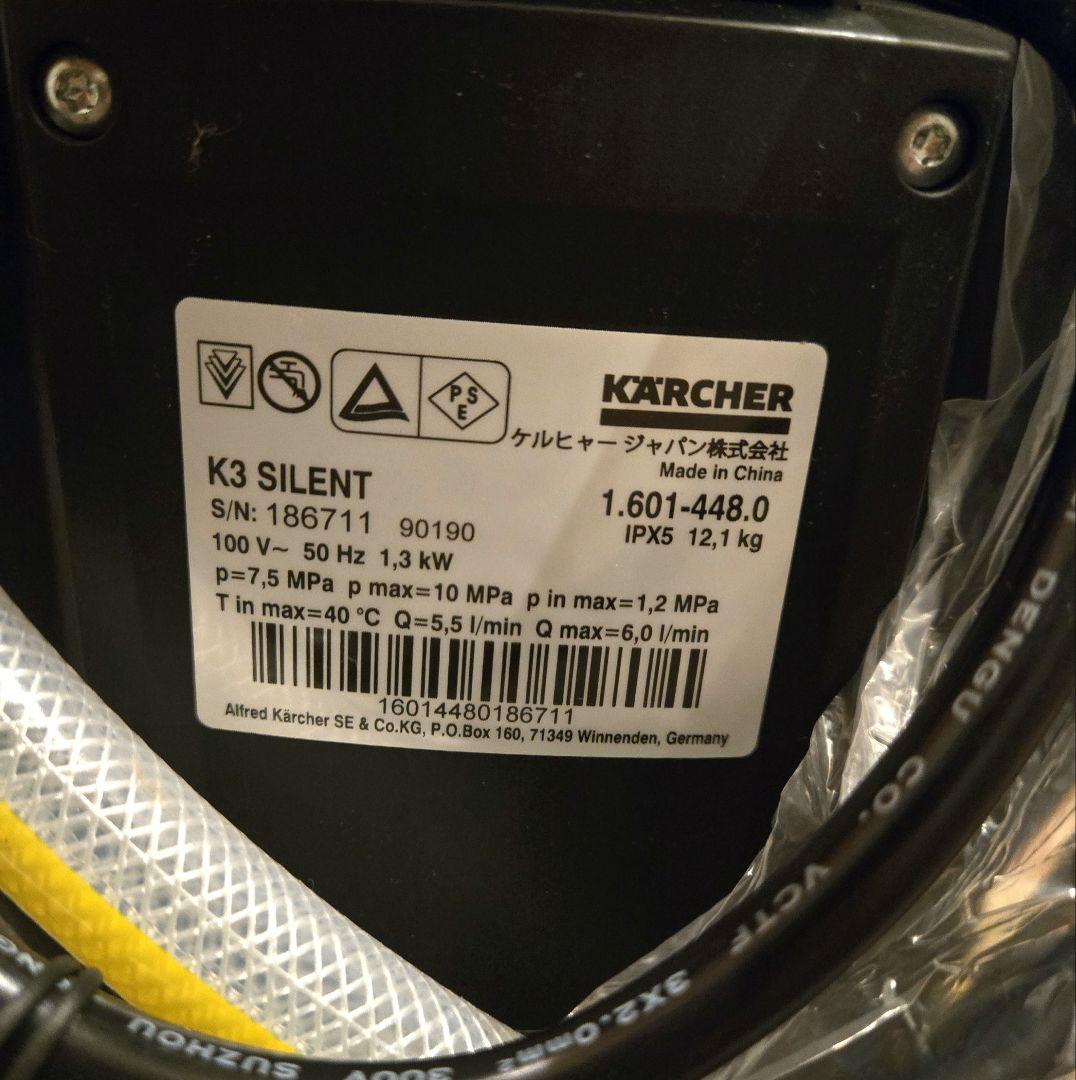 P S
E
KÄRCHER
ケルヒャー ジャパン株式会社
Made in China
K3 SILENT
1.601-448.0
S/N: 186711 90190
IPX5 12,1 kg
100 V~ 50 Hz 1,3 kW
p=7,5 MPa p max=10 MPa p in max=1,2 MPa
T in max=40 °C Q=5,5 l/min Q max=6,0 l/min
16014480186711
Alfred Kärcher SE & Co.KG, P.O.Box 160, 71349 Winnenden, Germany
DENGU CO. VCTF 3X2.0mm² 300V SUZHOU